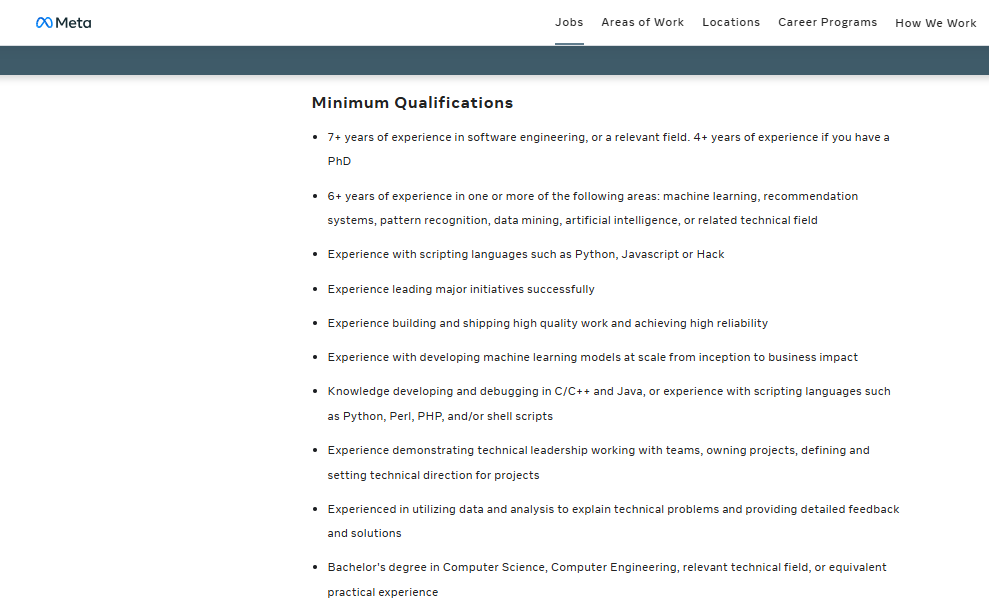 Meta
Jobs Areas of Work Locations Career Programs How We Work
Minimum Qualifications
• 7+ years of experience in software engineering, or a relevant field. 4+ years of experience if you have a
PhD
• 6+ years of experience in one or more of the following areas: machine learning, recommendation
systems, pattern recognition, data mining, artificial intelligence, or related technical field
• Experience with scripting languages such as Python, Javascript or Hack
• Experience leading major initiatives successfully
• Experience building and shipping high quality work and achieving high reliability
• Experience with developing machine learning models at scale from inception to business impact
• Knowledge developing and debugging in C/C++ and Java, or experience with scripting languages such
as Python, Perl, PHP, and/or shell scripts
• Experience demonstrating technical leadership working with teams, owning projects, defining and
setting technical direction for projects
• Experienced in utilizing data and analysis to explain technical problems and providing detailed feedback
and solutions
• Bachelor's degree in Computer Science, Computer Engineering, relevant technical field, or equivalent
practical experience